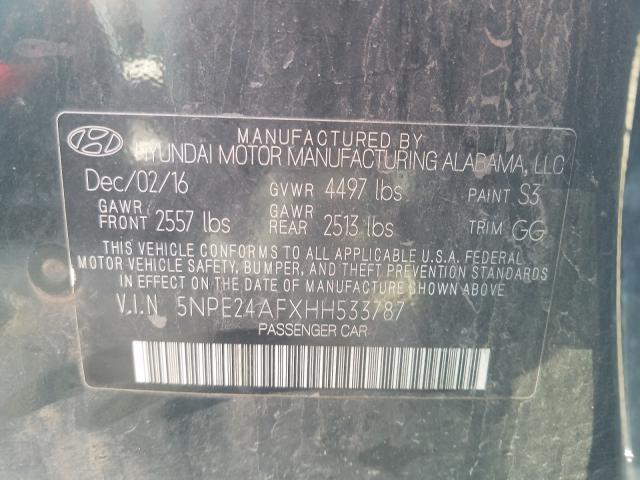 MANUFACTURED BY
HYUNDAI MOTOR MANUFACTURING ALABAMA, LLC
Dec/02/16 GVWR 4497 lbs PAINT S3
GAWR FRONT 2557 lbs GAWR REAR 2513 lbs TRIM GG
THIS VEHICLE CONFORMS TO ALL APPLICABLE U.S.A. FEDERAL
MOTOR VEHICLE SAFETY, BUMPER, AND THEFT PREVENTION STANDARDS
IN EFFECT ON THE DATE OF MANUFACTURE SHOWN ABOVE
V.I.N 5NPE24AFXHH533787
PASSENGER CAR